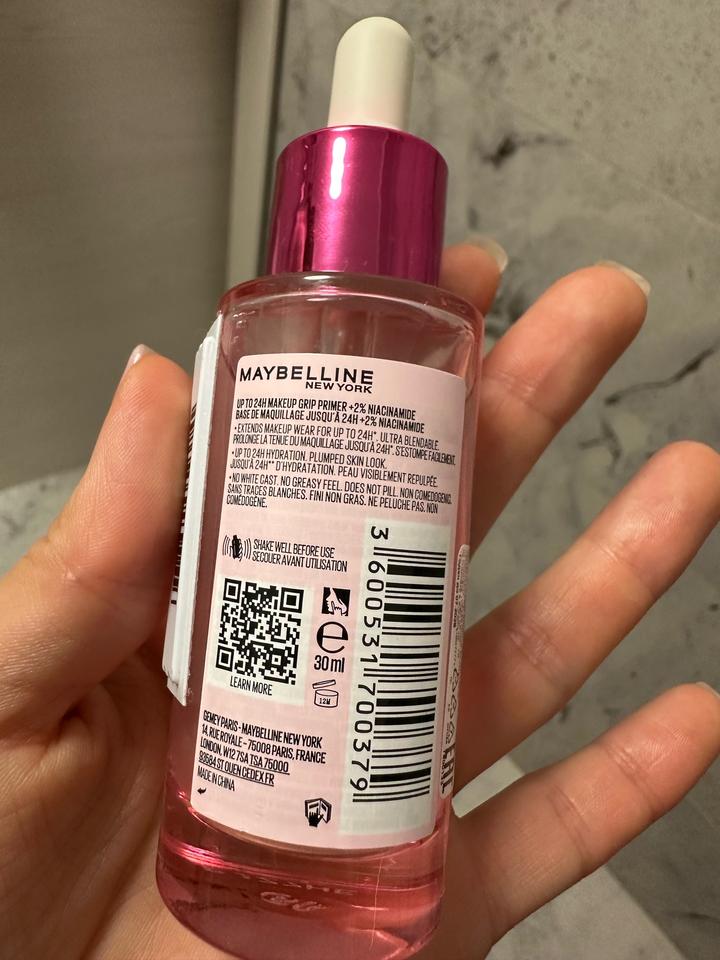 MAYBELLINE
NEW YORK
UP TO 24H MAKEUP GRIP PRIMER +2% NIACINAMIDE
BASE DE MAQUILLAGE JUSQU'À 24H +2% NIACINAMIDE
• EXTENDS MAKEUP WEAR FOR UP TO 24H*. ULTRA BLENDABLE.
PROLONGE LA TENUE DU MAQUILLAGE JUSQU'À 24H*. S'ESTOMPE FACILEMENT.
• UP TO 24H HYDRATION. PLUMPED SKIN LOOK.
JUSQU'À 24H** D'HYDRATATION. PEAU VISIBLEMENT REPULPÉE.
• NO WHITE CAST. NO GREASY FEEL. DOES NOT PILL. NON COMEDOGENIC.
SANS TRACES BLANCHES. FINI NON GRAS. NE PELUCHE PAS. NON
COMÉDOGÈNE.
SHAKE WELL BEFORE USE
SECOUER AVANT UTILISATION
LEARN MORE
℮
30 ml
12M
3 600531 700379
GEMEY PARIS - MAYBELLINE NEW YORK
14, RUE ROYALE - 75008 PARIS, FRANCE
LONDON, W12 7SA TSA 75000
93584 ST OUEN CEDEX FR
MADE IN CHINA